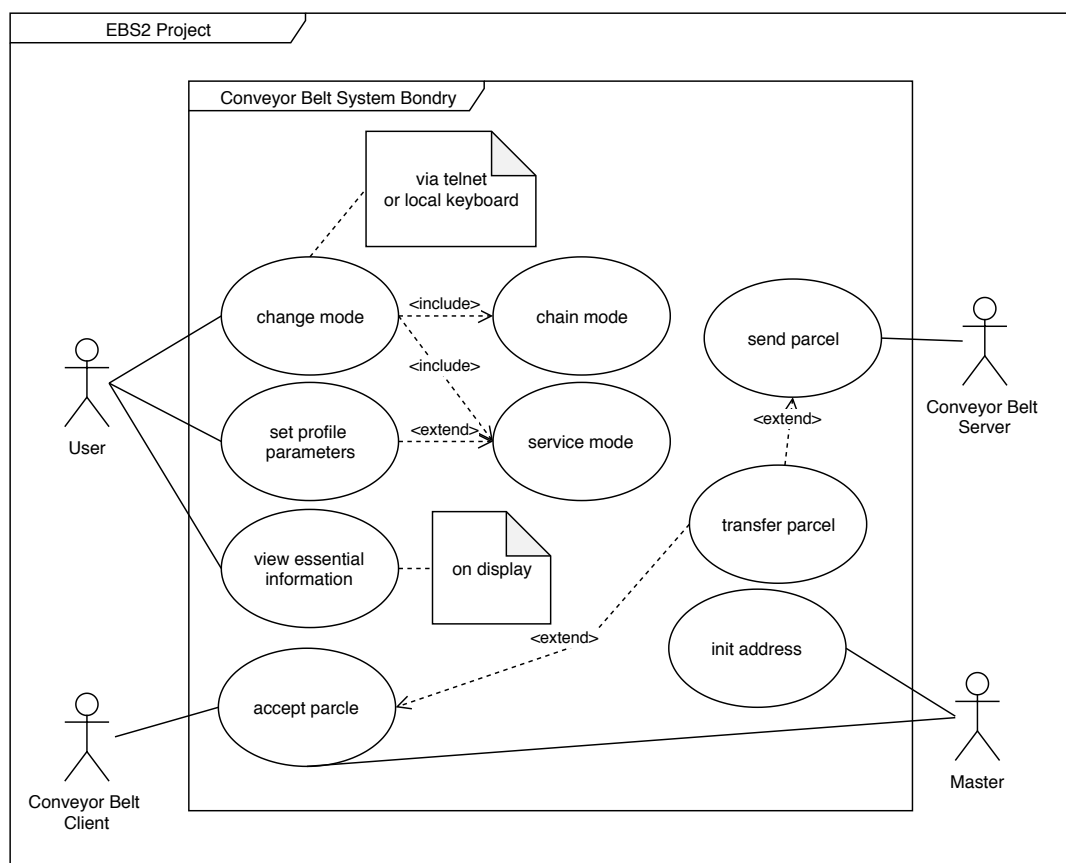 EBS2 Project
Conveyor Belt System Bondry
via telnet
or local keyboard
change mode
<include>
chain mode
send parcel
<include>
User
set profile
parameters
<extend>
service mode
<extend>
Conveyor Belt
Server
view essential
information
on display
transfer parcel
<extend>
init address
accept parcle
Conveyor Belt
Client
Master